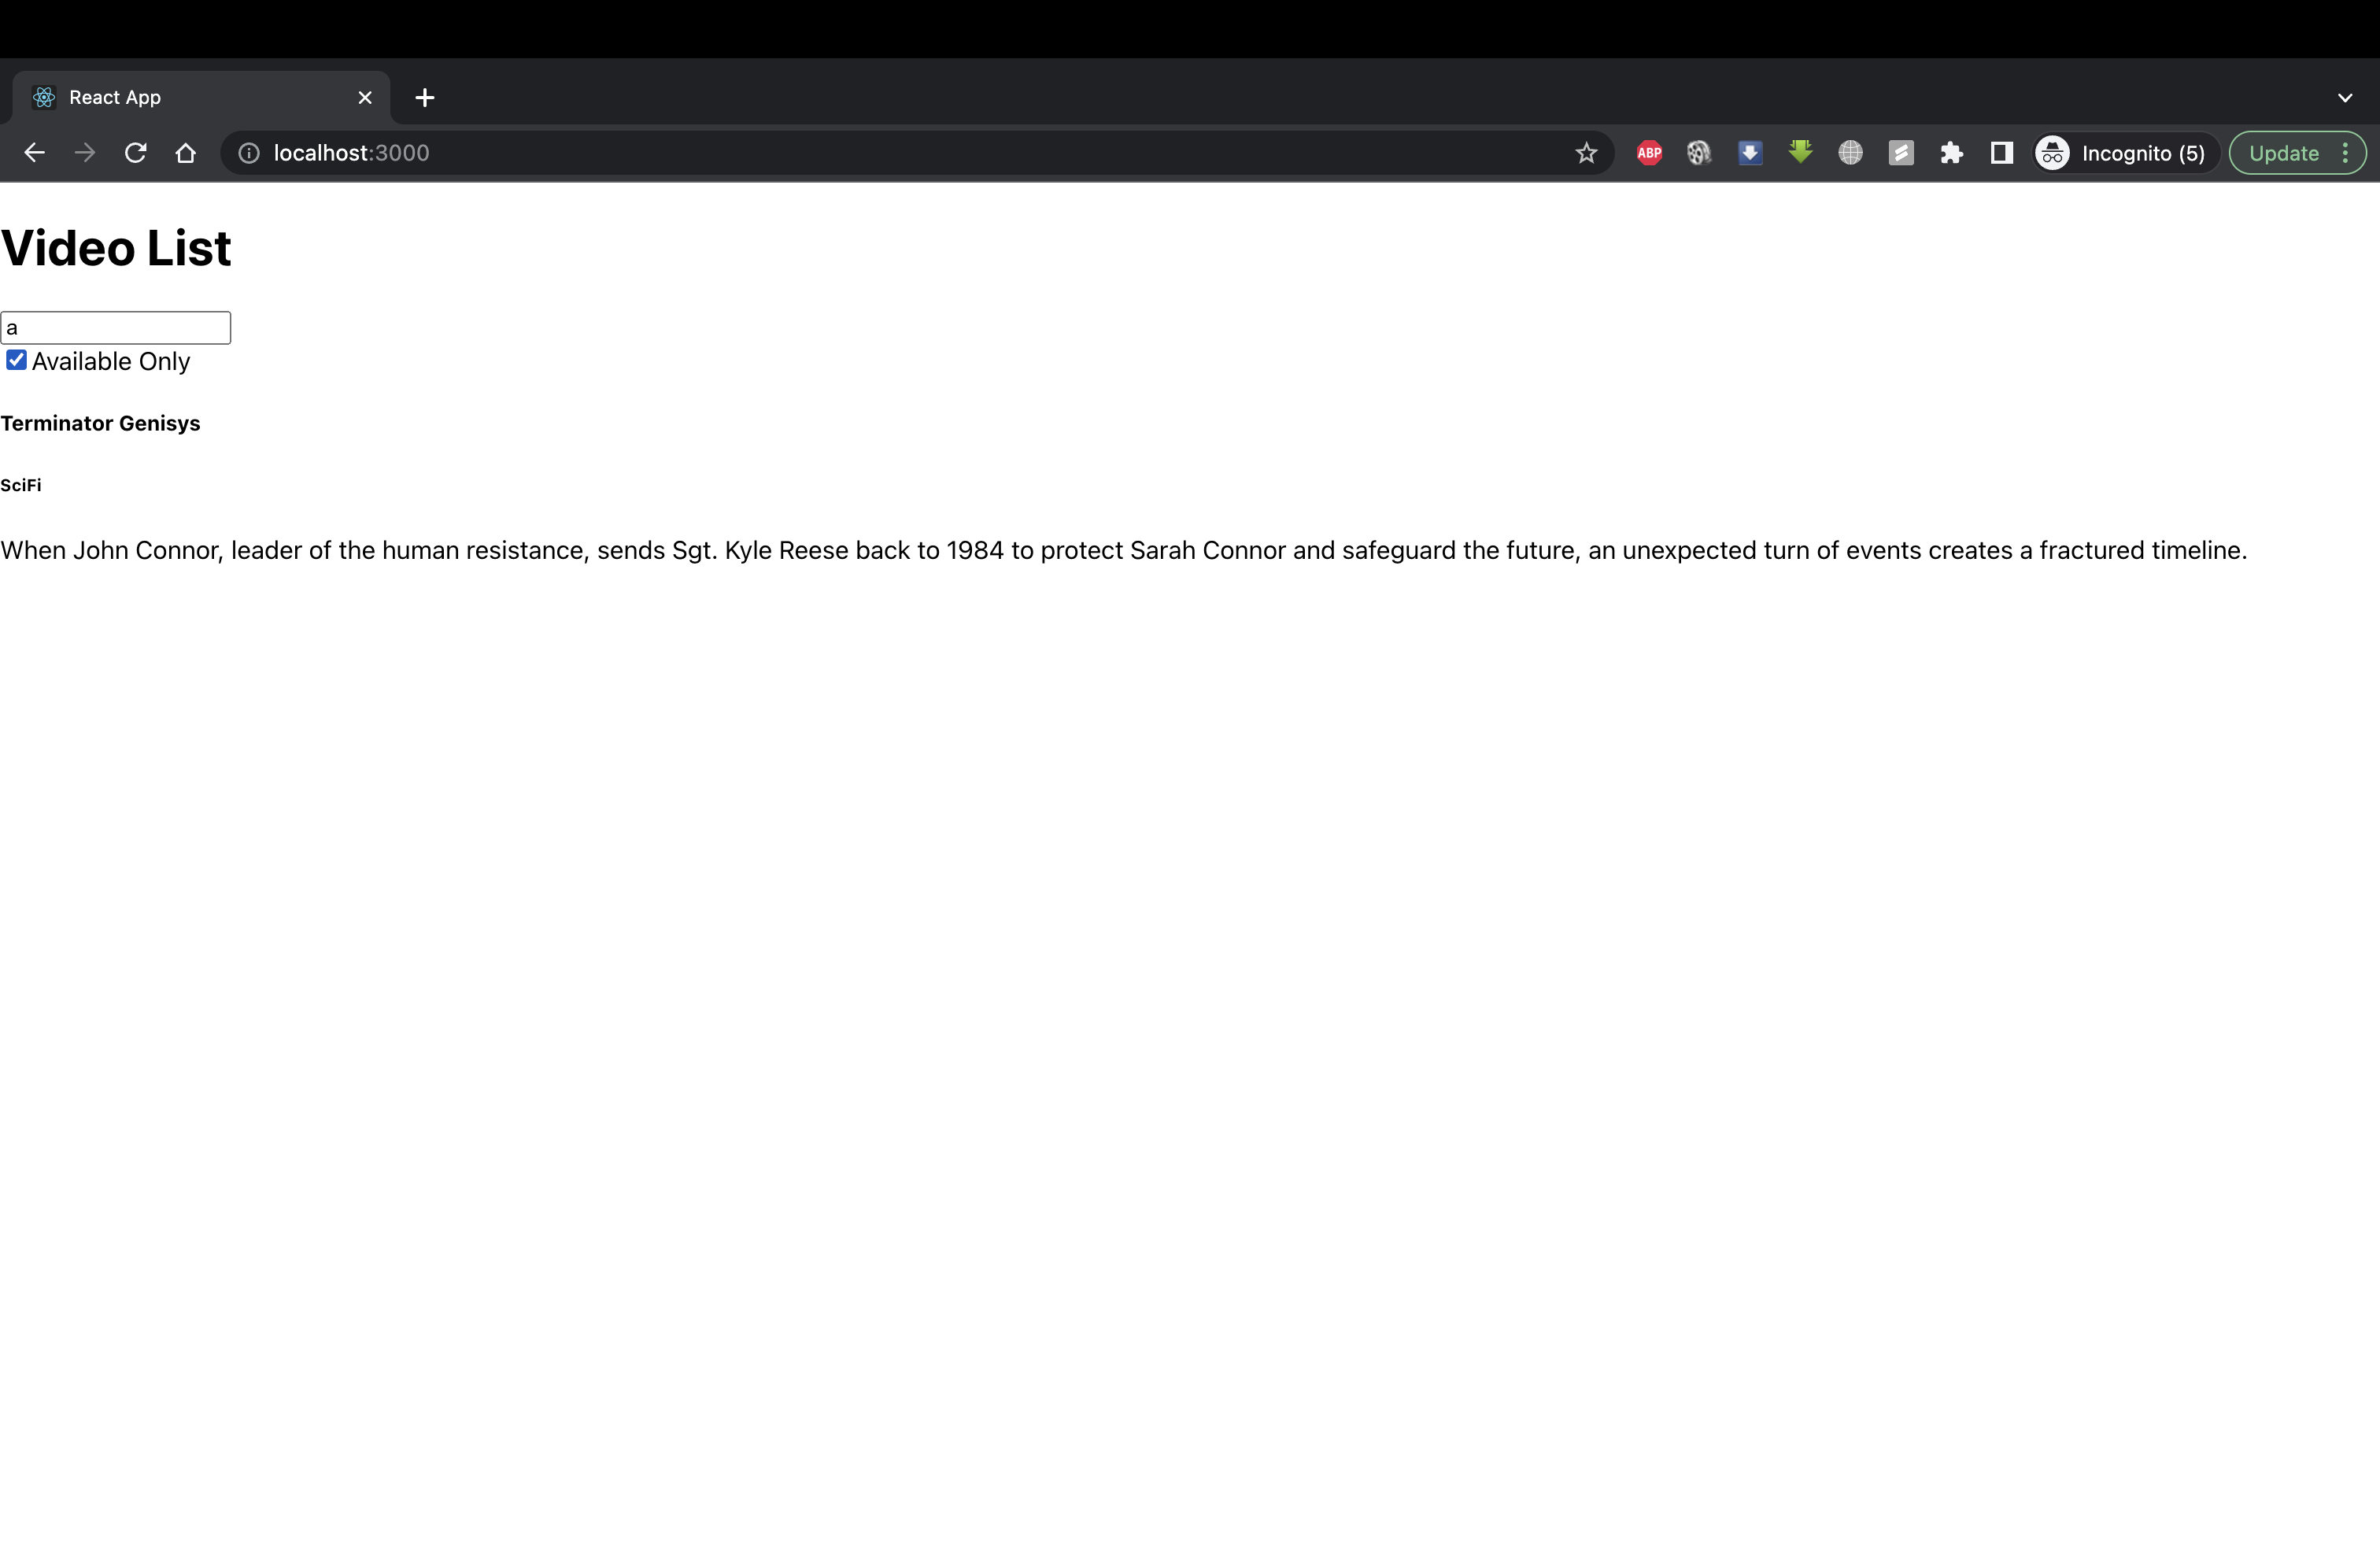 React App
localhost:3000
ABP
Incognito (5)
Update
Video List
a
Available Only
Terminator Genisys
SciFi
When John Connor, leader of the human resistance, sends Sgt. Kyle Reese back to 1984 to protect Sarah Connor and safeguard the future, an unexpected turn of events creates a fractured timeline.